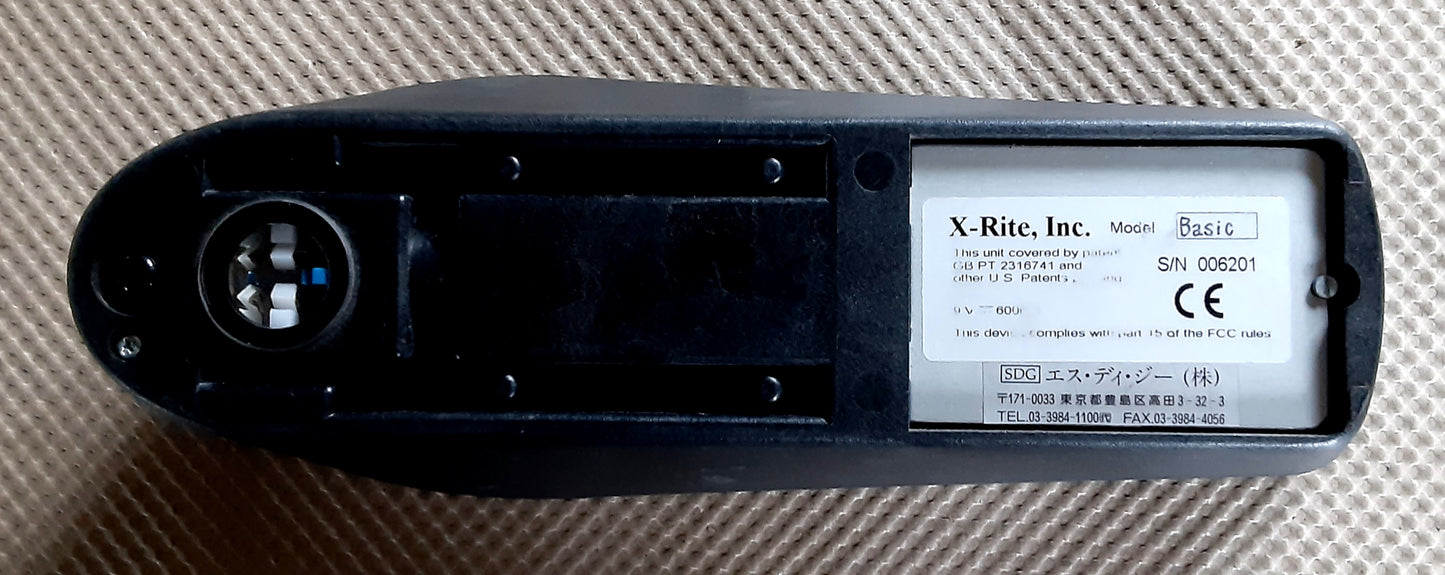 X-Rite, Inc. Model Basic
This unit covered by
GB PT 2316741 and
S/N 006201
other U.S. Patents
CE
This complies with part 15 of the FCC rules
SDG エス・ディ・ジー (株)
〒171-0033 東京都豊島区高田3-32-3
TEL.03-3984-1100㈹ FAX.03-3984-4056